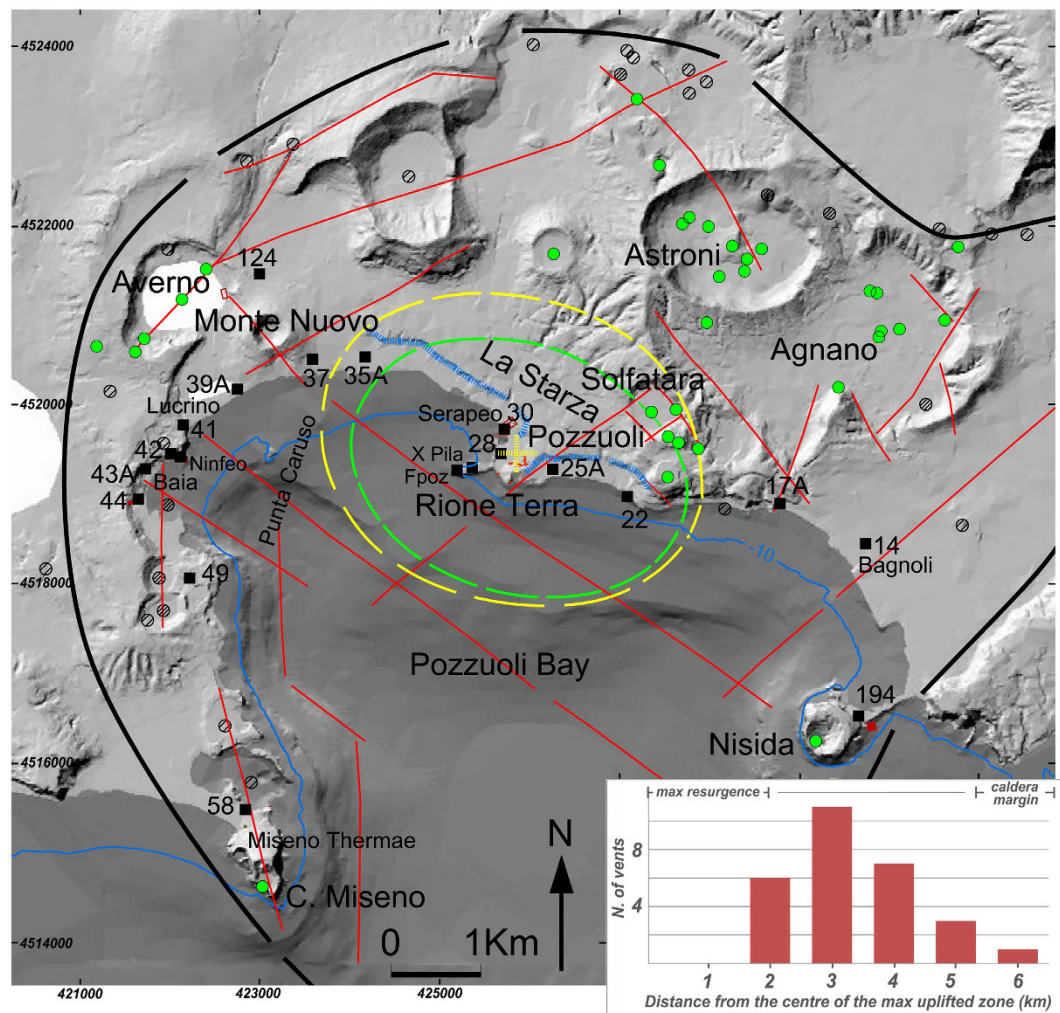 4524000
4522000
4520000
4518000
4516000
4514000
421000
423000
425000
Averno
124
Monte Nuovo
Astroni
Agnano
La Starza
Solfatara
37
35A
39A
Lucrino
41
42
Ninfeo
43A
Baia
44
49
Punta Caruso
Serapeo
30
28
Pozzuoli
X Pila
Fpoz
25A
Rione Terra
22
17A
14
Bagnoli
-10
Pozzuoli Bay
194
Nisida
58
Miseno Thermae
C. Miseno
N
0 1Km
max resurgence
caldera
margin
N. of vents
8
4
1 2 3 4 5 6
Distance from the centre of the max uplifted zone (km)